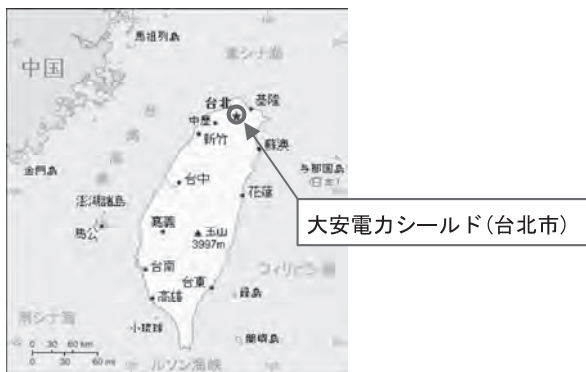 馬祖列島
東シナ海
中国
台北
基隆
中壢
新竹
蘇澳
金門島
与那国島
(日本)
台中
花蓮
澎湖諸島
馬公
大安電力シールド(台北市)
嘉義
玉山
3997m
台南
フィリピン海
台東
高雄
緑島
南シナ海
小琉球
蘭嶼島
0 30 60 km
0 30 60 mi
ルソン海峡